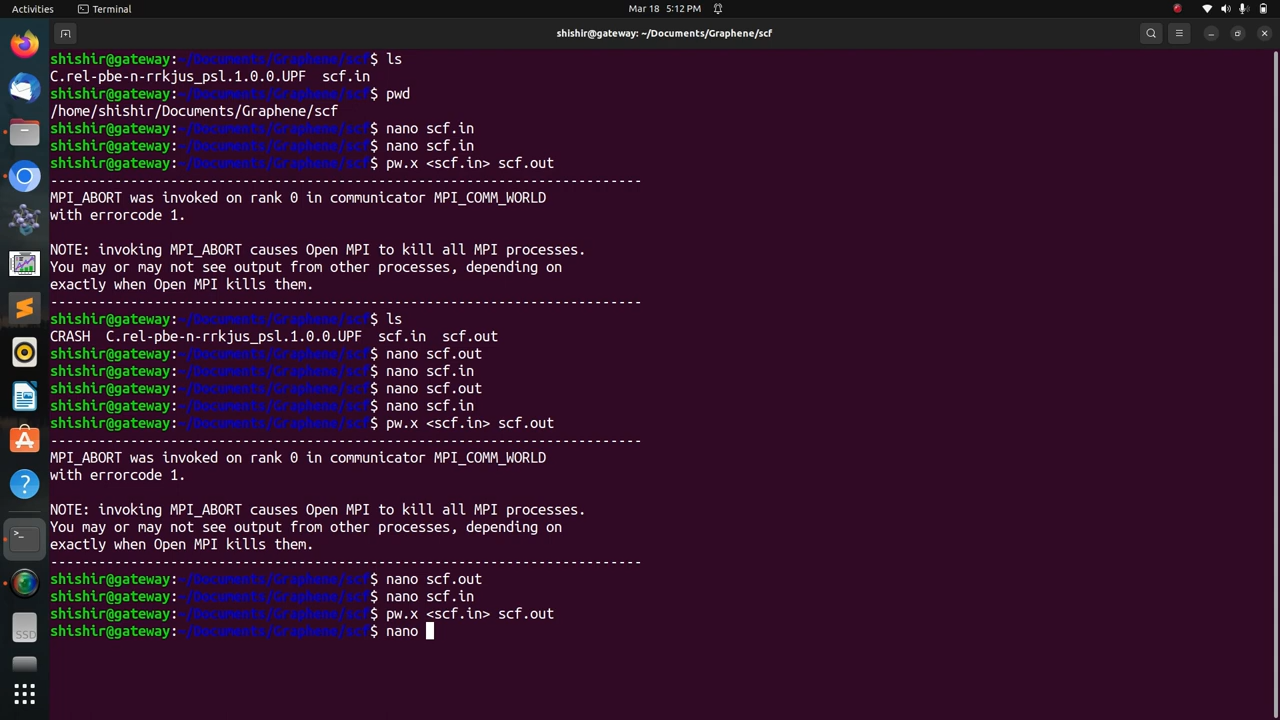 Activities Terminal Mar 18 5:12 PM
shishir@gateway: ~/Documents/Graphene/scf
shishir@gateway:~/Documents/Graphene/scf$ ls
C.rel-pbe-n-rrkjus_psl.1.0.0.UPF scf.in
shishir@gateway:~/Documents/Graphene/scf$ pwd
/home/shishir/Documents/Graphene/scf
shishir@gateway:~/Documents/Graphene/scf$ nano scf.in
shishir@gateway:~/Documents/Graphene/scf$ nano scf.in
shishir@gateway:~/Documents/Graphene/scf$ pw.x <scf.in> scf.out
--------------------------------------------------------------------------
MPI_ABORT was invoked on rank 0 in communicator MPI_COMM_WORLD
with errorcode 1.
NOTE: invoking MPI_ABORT causes Open MPI to kill all MPI processes.
You may or may not see output from other processes, depending on
exactly when Open MPI kills them.
--------------------------------------------------------------------------
shishir@gateway:~/Documents/Graphene/scf$ ls
CRASH C.rel-pbe-n-rrkjus_psl.1.0.0.UPF scf.in scf.out
shishir@gateway:~/Documents/Graphene/scf$ nano scf.out
shishir@gateway:~/Documents/Graphene/scf$ nano scf.in
shishir@gateway:~/Documents/Graphene/scf$ nano scf.out
shishir@gateway:~/Documents/Graphene/scf$ nano scf.in
shishir@gateway:~/Documents/Graphene/scf$ pw.x <scf.in> scf.out
--------------------------------------------------------------------------
MPI_ABORT was invoked on rank 0 in communicator MPI_COMM_WORLD
with errorcode 1.
NOTE: invoking MPI_ABORT causes Open MPI to kill all MPI processes.
You may or may not see output from other processes, depending on
exactly when Open MPI kills them.
--------------------------------------------------------------------------
shishir@gateway:~/Documents/Graphene/scf$ nano scf.out
shishir@gateway:~/Documents/Graphene/scf$ nano scf.in
shishir@gateway:~/Documents/Graphene/scf$ pw.x <scf.in> scf.out
SSD
shishir@gateway:~/Documents/Graphene/scf$ nano